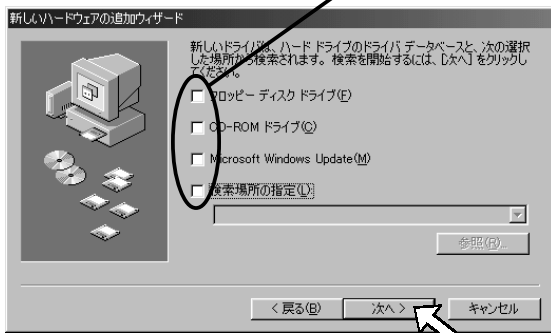 新しいハードウェアの追加ウィザード
新しいドライバは、ハード ドライブのドライバ データベースと、次の選択
した場所から検索されます。検索を開始するには、[次へ] をクリックし
てください。
フロッピー ディスク ドライブ(F)
CD-ROM ドライブ(C)
Microsoft Windows Update(M)
検索場所の指定(L):
参照(R)...
< 戻る(B)
次へ >
キャンセル